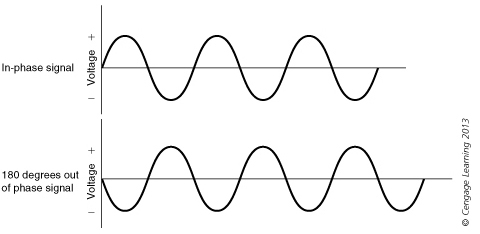 +
In-phase signal
Voltage
–
+
180 degrees out
of phase signal
Voltage
–
© Cengage Learning 2013